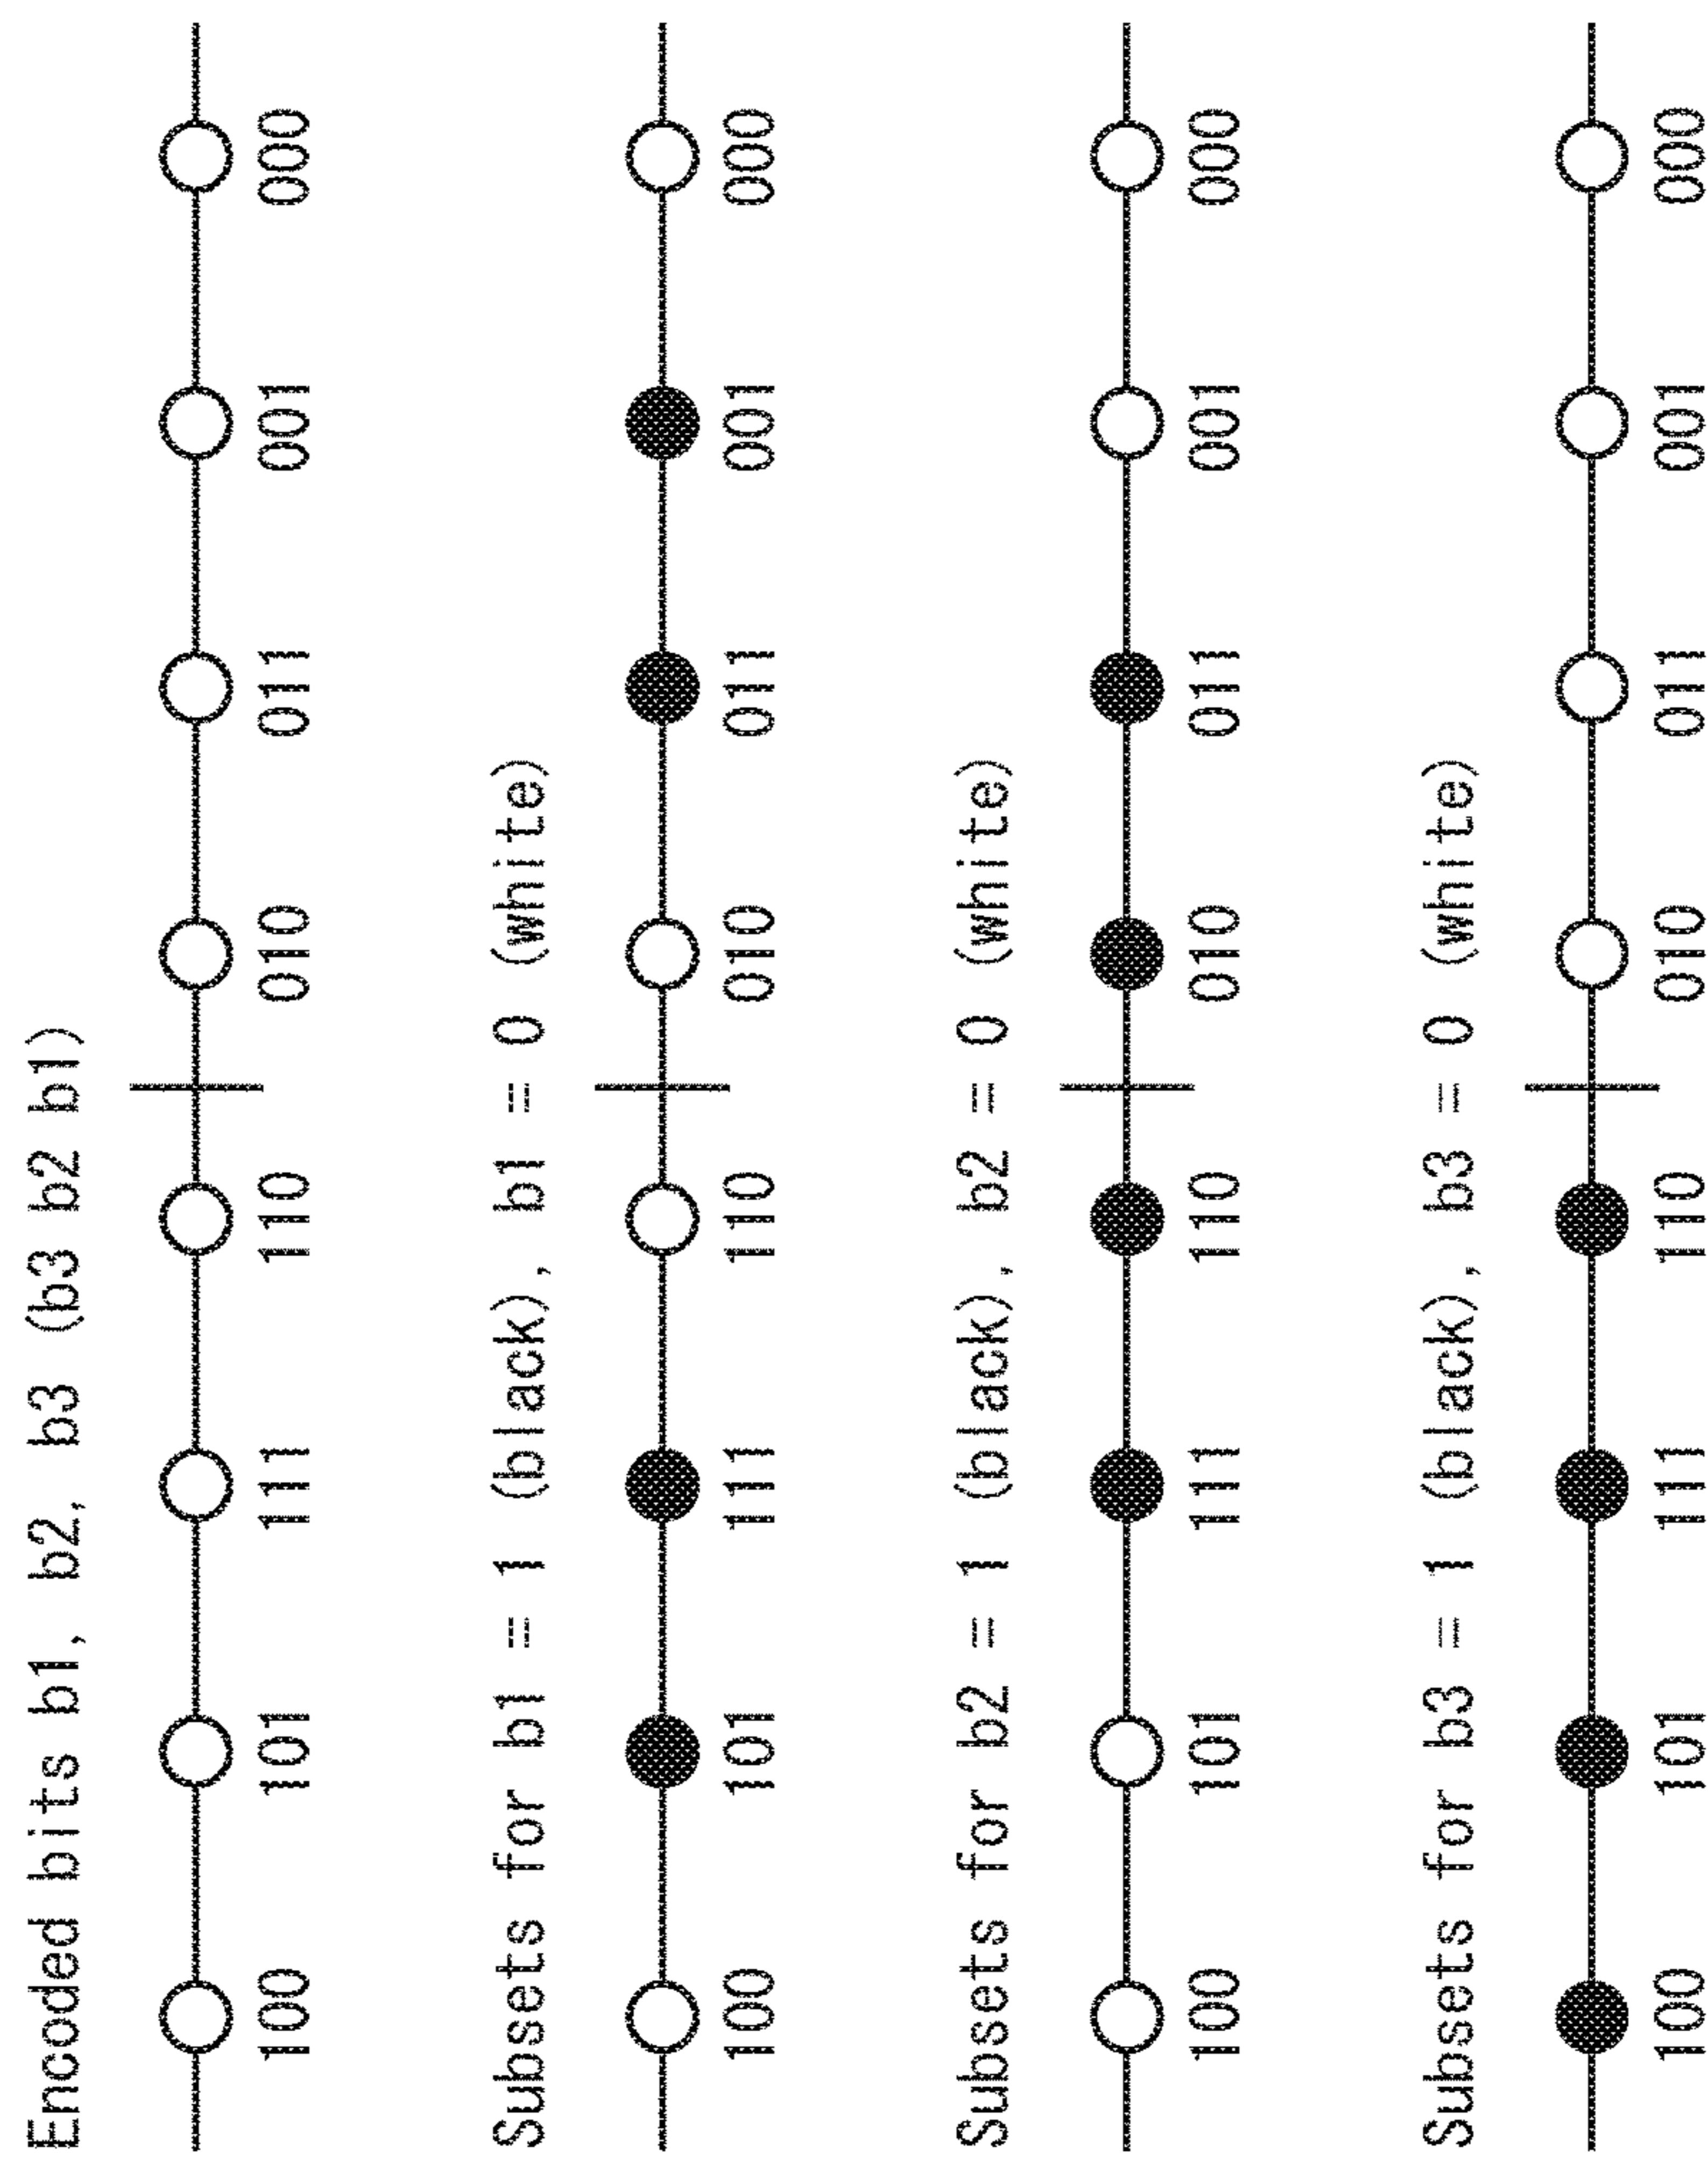 Encoded bits b1, b2, b3 (b3 b2 b1)
100 101 111 110 010 011 001 000
Subsets for b1 = 1 (black), b1 = 0 (white)
100 101 111 110 010 011 001 000
Subsets for b2 = 1 (black), b2 = 0 (white)
100 101 111 110 010 011 001 000
Subsets for b3 = 1 (black), b3 = 0 (white)
100 101 111 110 010 011 001 000